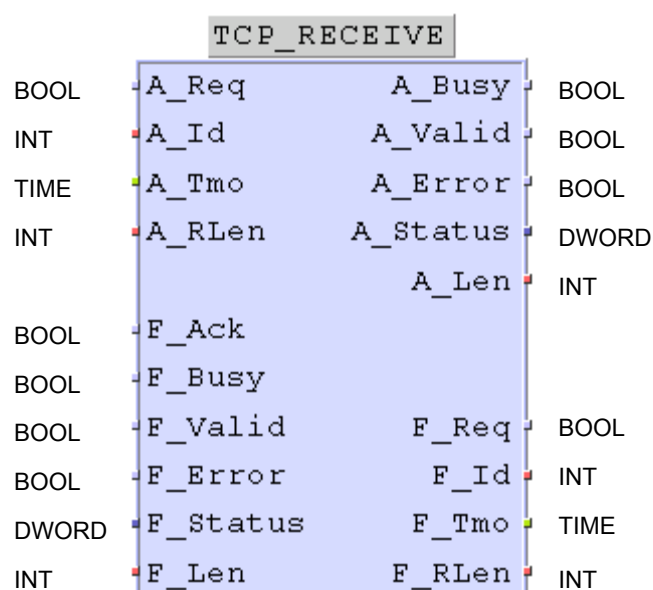 TCP_RECEIVE
BOOL A_Req A_Busy BOOL
INT A_Id A_Valid BOOL
TIME A_Tmo A_Error BOOL
INT A_RLen A_Status DWORD
A_Len INT
BOOL F_Ack
BOOL F_Busy
BOOL F_Valid F_Req BOOL
BOOL F_Error F_Id INT
DWORD F_Status F_Tmo TIME
INT F_Len F_RLen INT